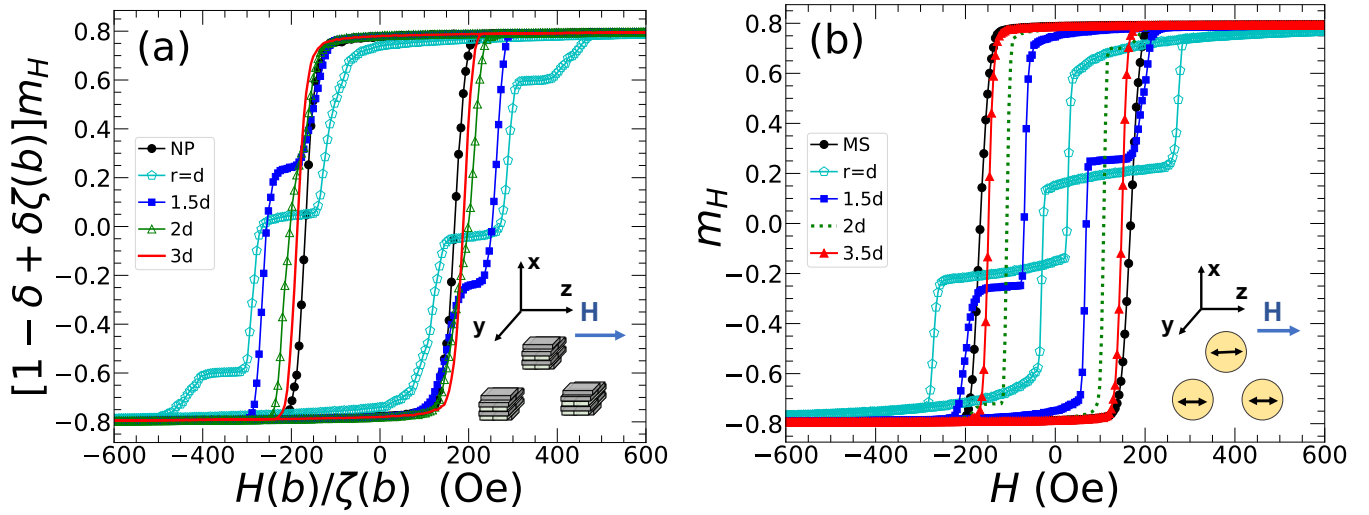 (a)
[1 − δ + δζ(b)]m_H
0.8
0.6
0.4
0.2
0.0
−0.2
−0.4
−0.6
−0.8
NP
r=d
1.5d
2d
3d
x
z
y
H
−600 −400 −200 0 200 400 600
H(b)/ζ(b) (Oe)
(b)
m_H
0.8
0.6
0.4
0.2
0.0
−0.2
−0.4
−0.6
−0.8
MS
r=d
1.5d
2d
3.5d
x
z
y
H
−600 −400 −200 0 200 400 600
H (Oe)